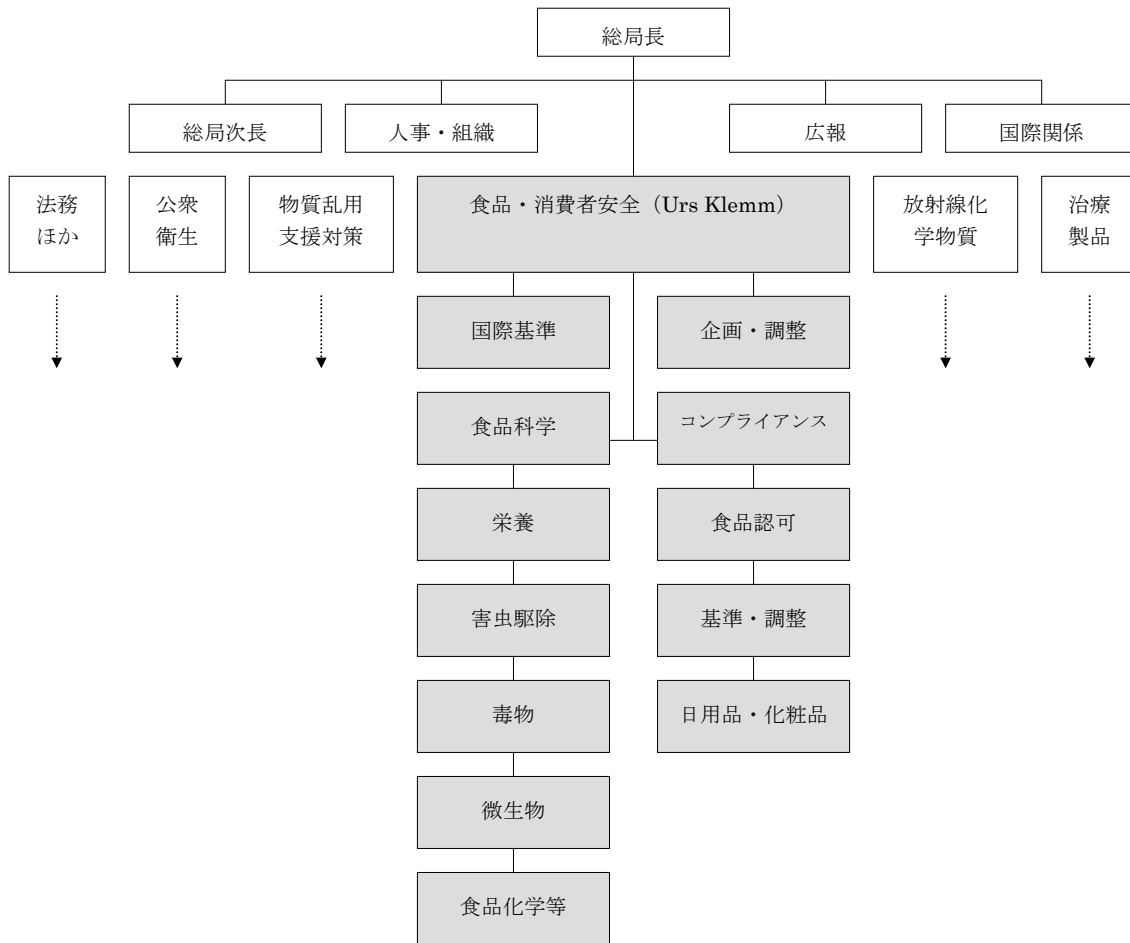 総局長
総局次長
人事・組織
広報
国際関係
法務
ほか
公衆
衛生
物質乱用
支援対策
食品・消費者安全（Urs Klemm）
放射線化
学物質
治療
製品
国際基準
企画・調整
食品科学
コンプライアンス
栄養
食品認可
害虫駆除
基準・調整
毒物
日用品・化粧品
微生物
食品化学等